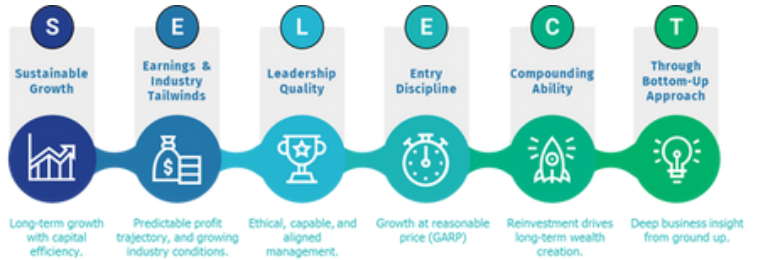 S
E
L
E
C
T
Sustainable
Growth
Earnings &
Industry
Tailwinds
Leadership
Quality
Entry
Discipline
Compounding
Ability
Through
Bottom-Up
Approach
$
Long-term growth
with capital
efficiency.
Predictable profit
trajectory, and growing
industry conditions.
Ethical, capable, and
aligned
management.
Growth at reasonable
price (GARP)
Reinvestment drives
long-term wealth
creation.
Deep business insight
from ground up.